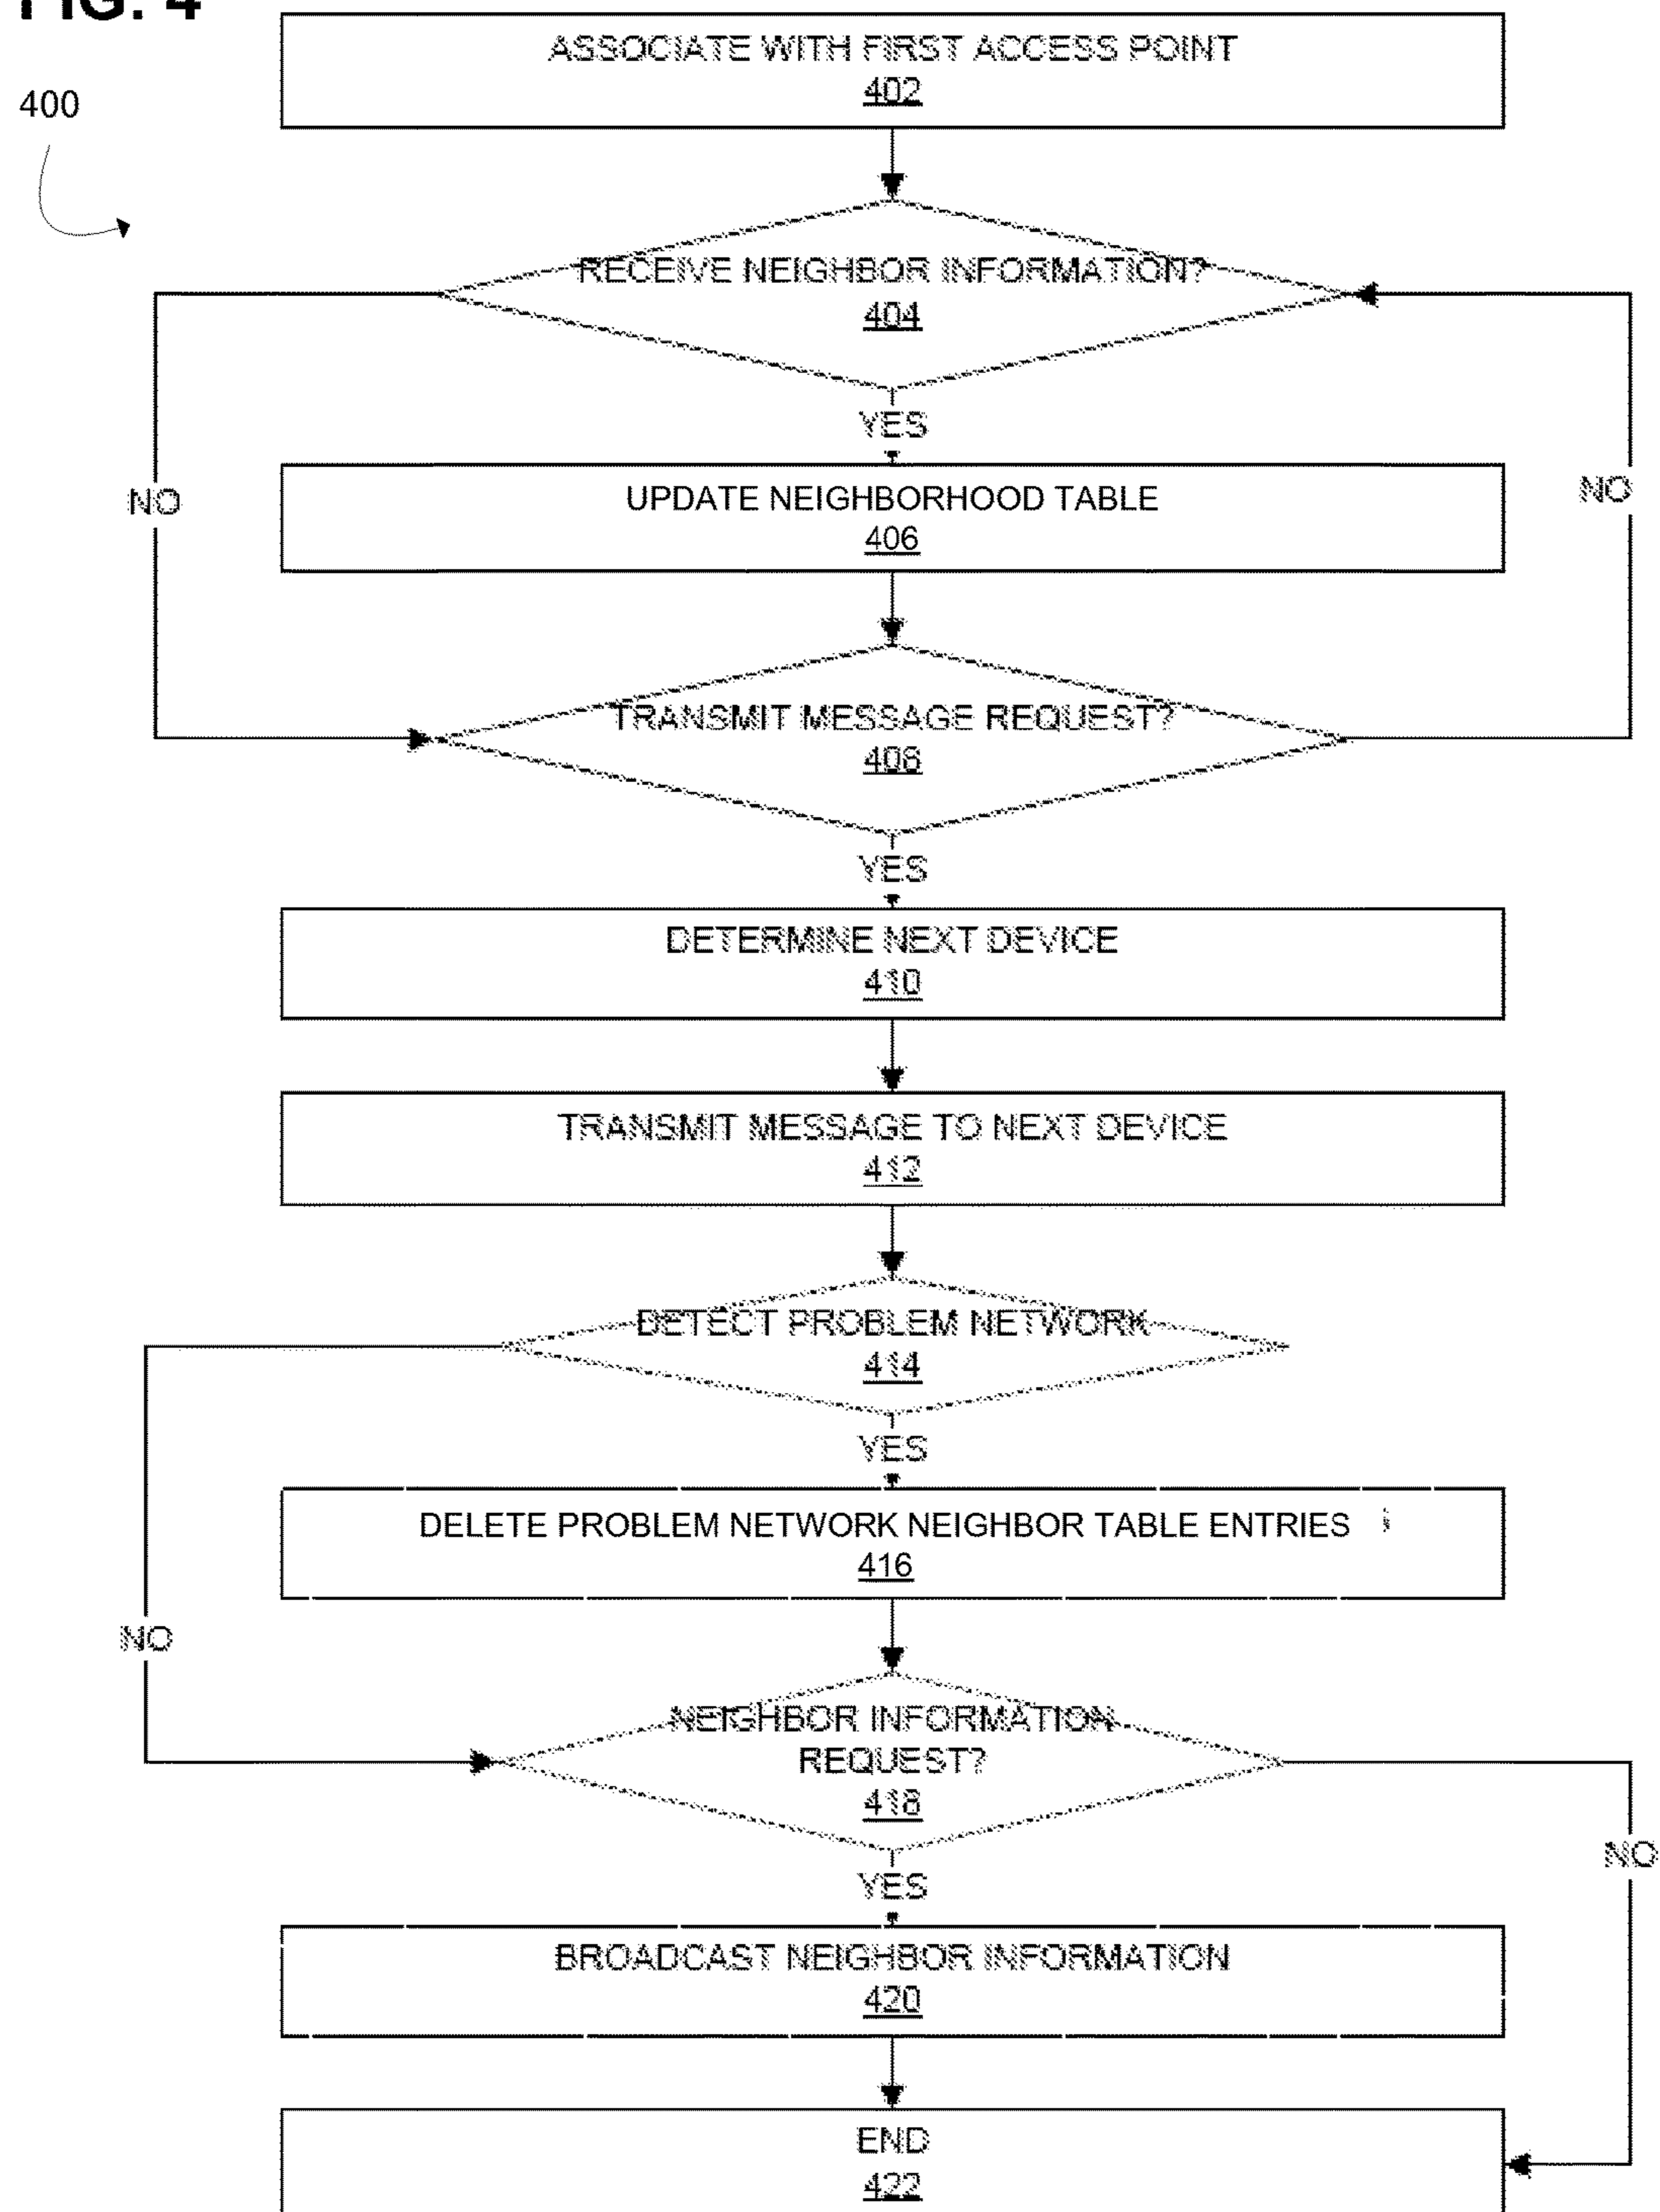 FIG. 4
400
ASSOCIATE WITH FIRST ACCESS POINT
402
RECEIVE NEIGHBOR INFORMATION?
404
YES
NO
NO
UPDATE NEIGHBORHOOD TABLE
406
TRANSMIT MESSAGE REQUEST?
408
YES
DETERMINE NEXT DEVICE
410
TRANSMIT MESSAGE TO NEXT DEVICE
412
DETECT PROBLEM NETWORK
414
YES
DELETE PROBLEM NETWORK NEIGHBOR TABLE ENTRIES
416
NO
NEIGHBOR INFORMATION
REQUEST?
418
NO
YES
BROADCAST NEIGHBOR INFORMATION
420
END
422